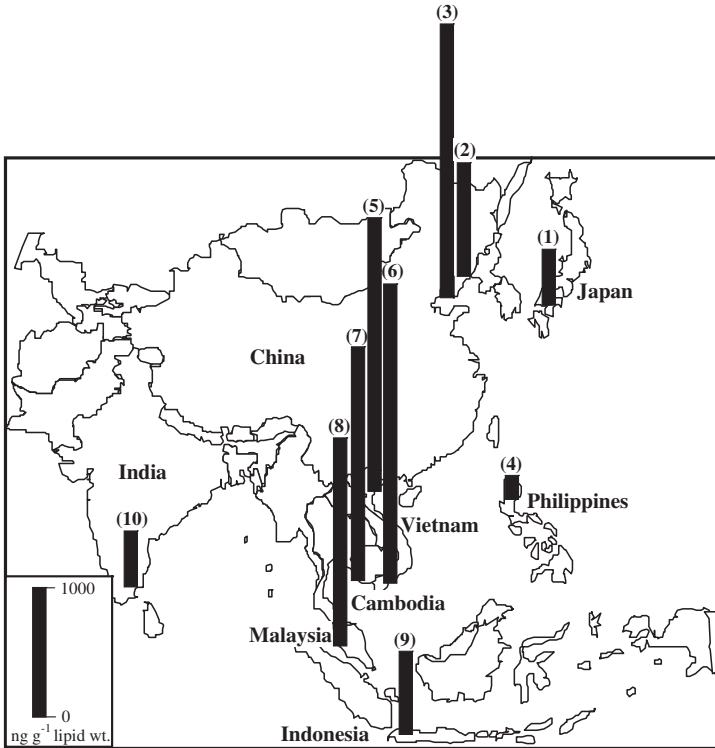 (3)
(2)
(5)
(1)
(6)
Japan
(7)
China
(8)
India
(4)
Philippines
(10)
Vietnam
1000
Cambodia
Malaysia
(9)
0
ng g⁻¹ lipid wt.
Indonesia